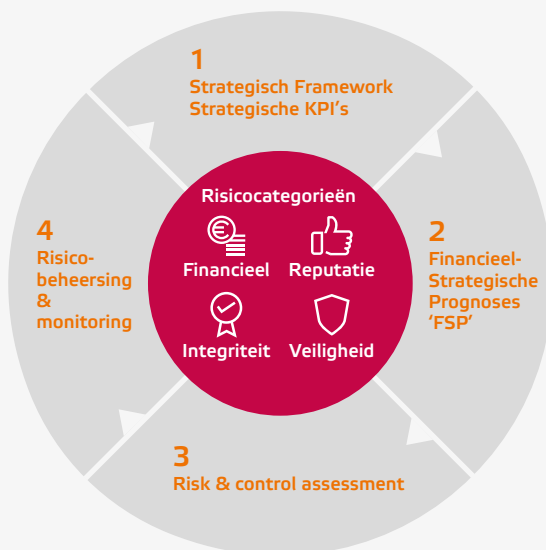 1
Strategisch Framework
Strategische KPI's
2
Financieel-
Strategische
Prognoses
‘FSP’
3
Risk & control assessment
4
Risico-
beheersing
&
monitoring
Risicocategorieën
Financieel
Reputatie
Integriteit
Veiligheid